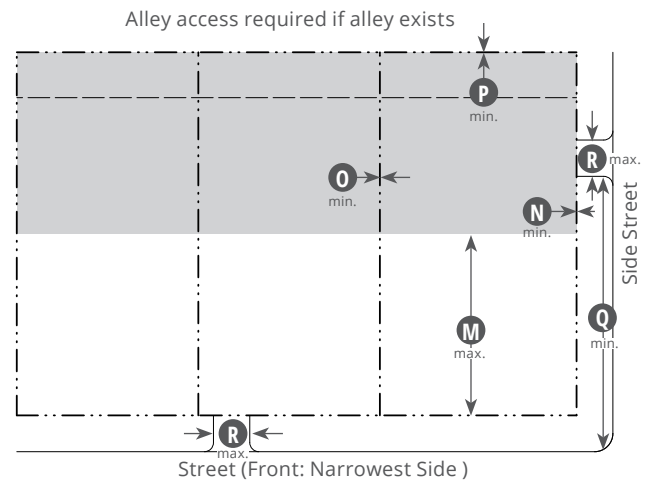 Alley access required if alley exists
P
min.
R max.
O
min.
N
min.
Side Street
M
max.
Q
min.
R
max.
Street (Front: Narrowest Side )